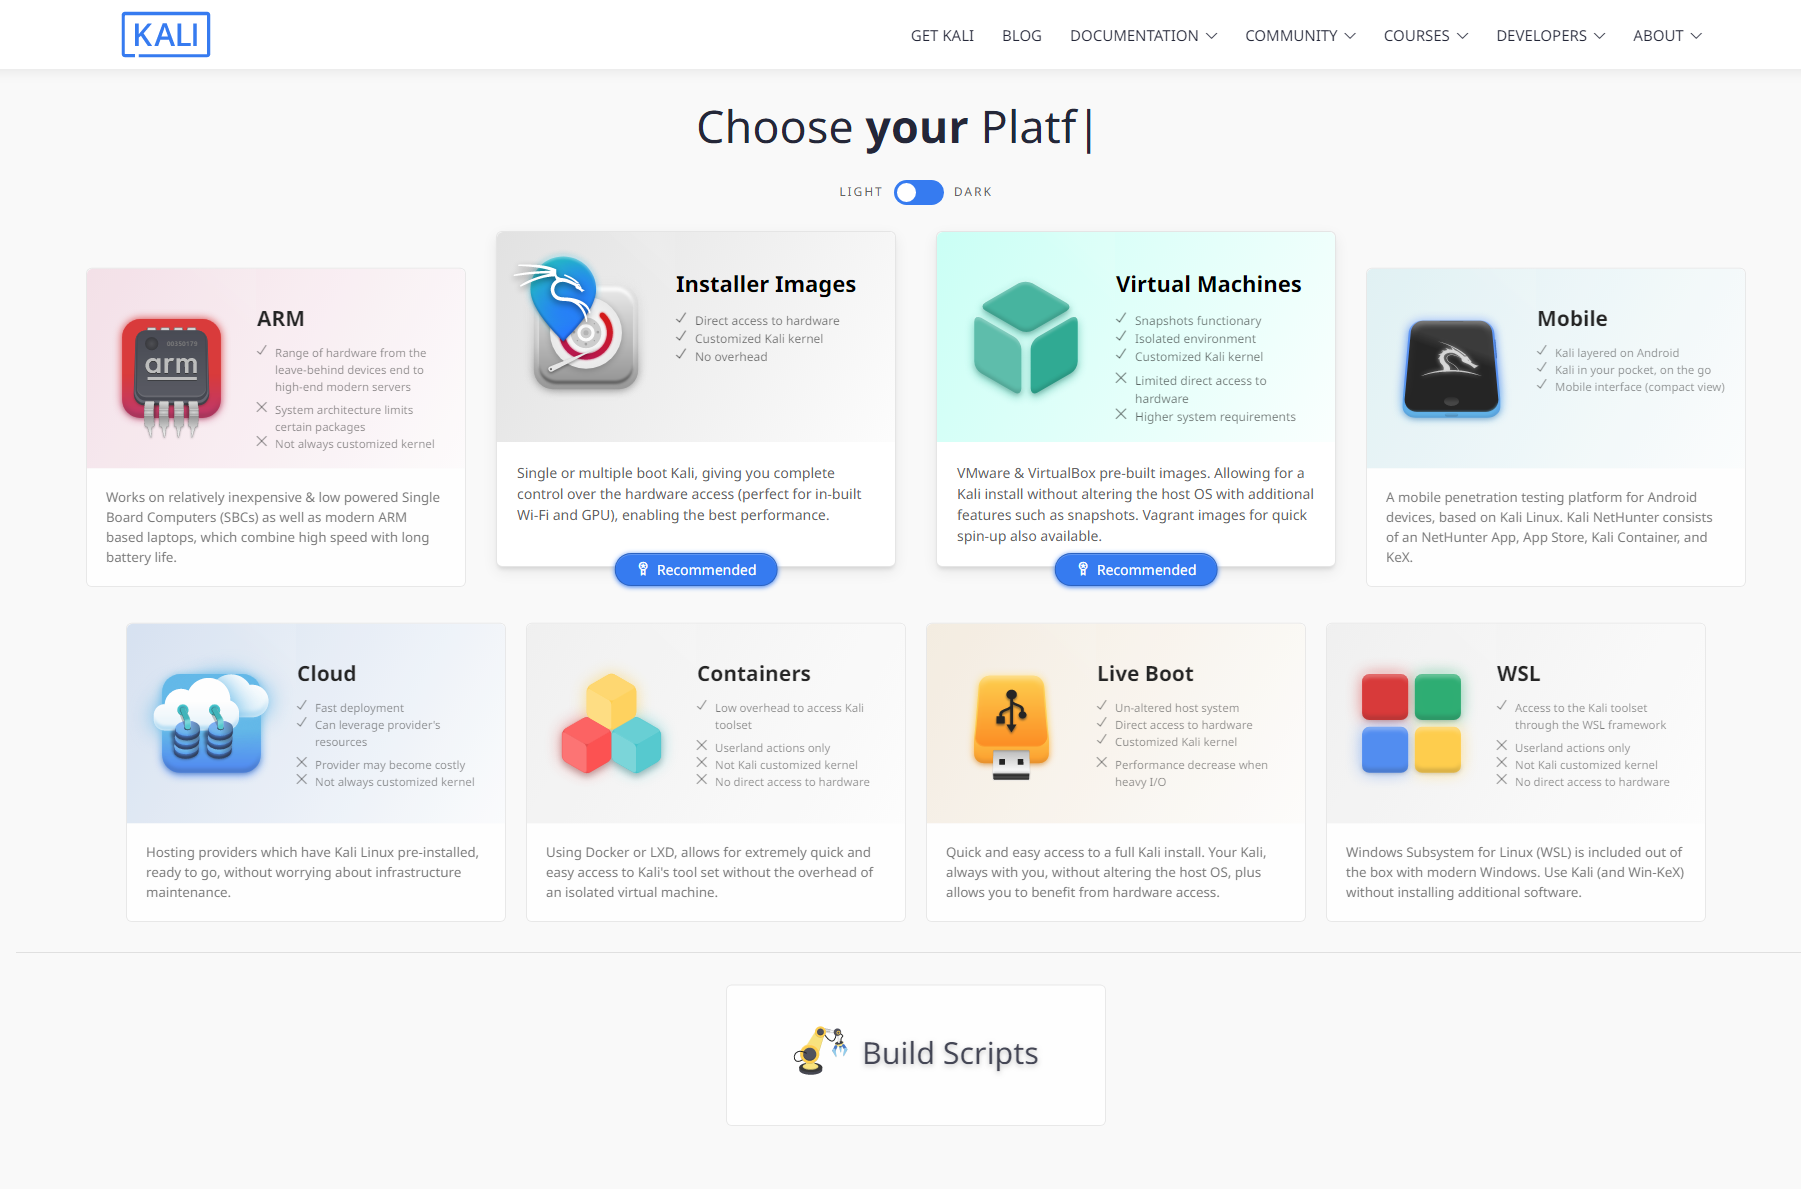 KALI
GET KALI
BLOG
DOCUMENTATION
COMMUNITY
COURSES
DEVELOPERS
ABOUT
Choose your Platf|
LIGHT
DARK
ARM
Range of hardware from the
leave-behind devices end to
high-end modern servers
System architecture limits
certain packages
Not always customized kernel
00350179
arm
Works on relatively inexpensive & low powered Single
Board Computers (SBCs) as well as modern ARM
based laptops, which combine high speed with long
battery life.
Installer Images
Direct access to hardware
Customized Kali kernel
No overhead
Single or multiple boot Kali, giving you complete
control over the hardware access (perfect for in-built
Wi-Fi and GPU), enabling the best performance.
Recommended
Virtual Machines
Snapshots functionary
Isolated environment
Customized Kali kernel
Limited direct access to
hardware
Higher system requirements
VMware & VirtualBox pre-built images. Allowing for a
Kali install without altering the host OS with additional
features such as snapshots. Vagrant images for quick
spin-up also available.
Recommended
Mobile
Kali layered on Android
Kali in your pocket, on the go
Mobile interface (compact view)
A mobile penetration testing platform for Android
devices, based on Kali Linux. Kali NetHunter consists
of an NetHunter App, App Store, Kali Container, and
KeX.
Cloud
Fast deployment
Can leverage provider's
resources
Provider may become costly
Not always customized kernel
Hosting providers which have Kali Linux pre-installed,
ready to go, without worrying about infrastructure
maintenance.
Containers
Low overhead to access Kali
toolset
Userland actions only
Not Kali customized kernel
No direct access to hardware
Using Docker or LXD, allows for extremely quick and
easy access to Kali's tool set without the overhead of
an isolated virtual machine.
Live Boot
Un-altered host system
Direct access to hardware
Customized Kali kernel
Performance decrease when
heavy I/O
Quick and easy access to a full Kali install. Your Kali,
always with you, without altering the host OS, plus
allows you to benefit from hardware access.
WSL
Access to the Kali toolset
through the WSL framework
Userland actions only
Not Kali customized kernel
No direct access to hardware
Windows Subsystem for Linux (WSL) is included out of
the box with modern Windows. Use Kali (and Win-KeX)
without installing additional software.
Build Scripts